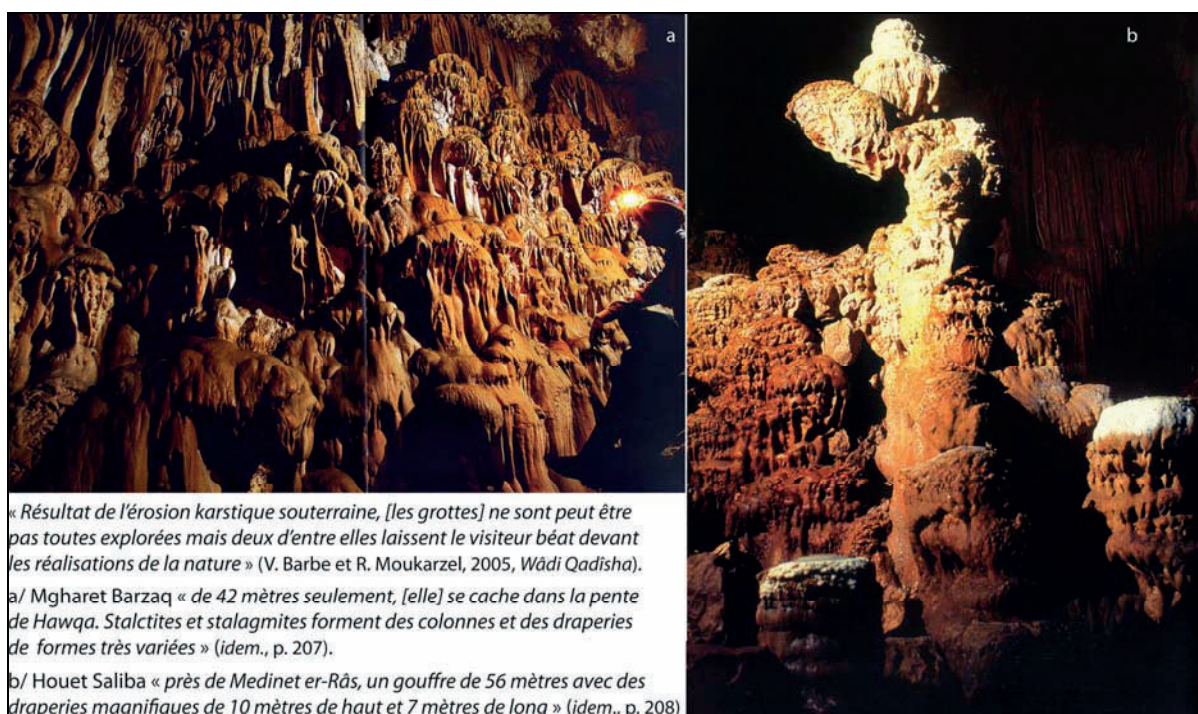 a
b
« Résultat de l'érosion karstique souterraine, [les grottes] ne sont peut être
pas toutes explorées mais deux d'entre elles laissent le visiteur béat devant
les réalisations de la nature » (V. Barbe et R. Moukarzel, 2005, Wâdi Qadîsha).
a/ Mgharet Barzaq « de 42 mètres seulement, [elle] se cache dans la pente
de Hawqa. Stalctites et stalagmites forment des colonnes et des draperies
de formes très variées » (idem., p. 207).
b/ Houet Saliba « près de Medinet er-Râs, un gouffre de 56 mètres avec des
draperies magnifiques de 10 mètres de haut et 7 mètres de long » (idem., p. 208)